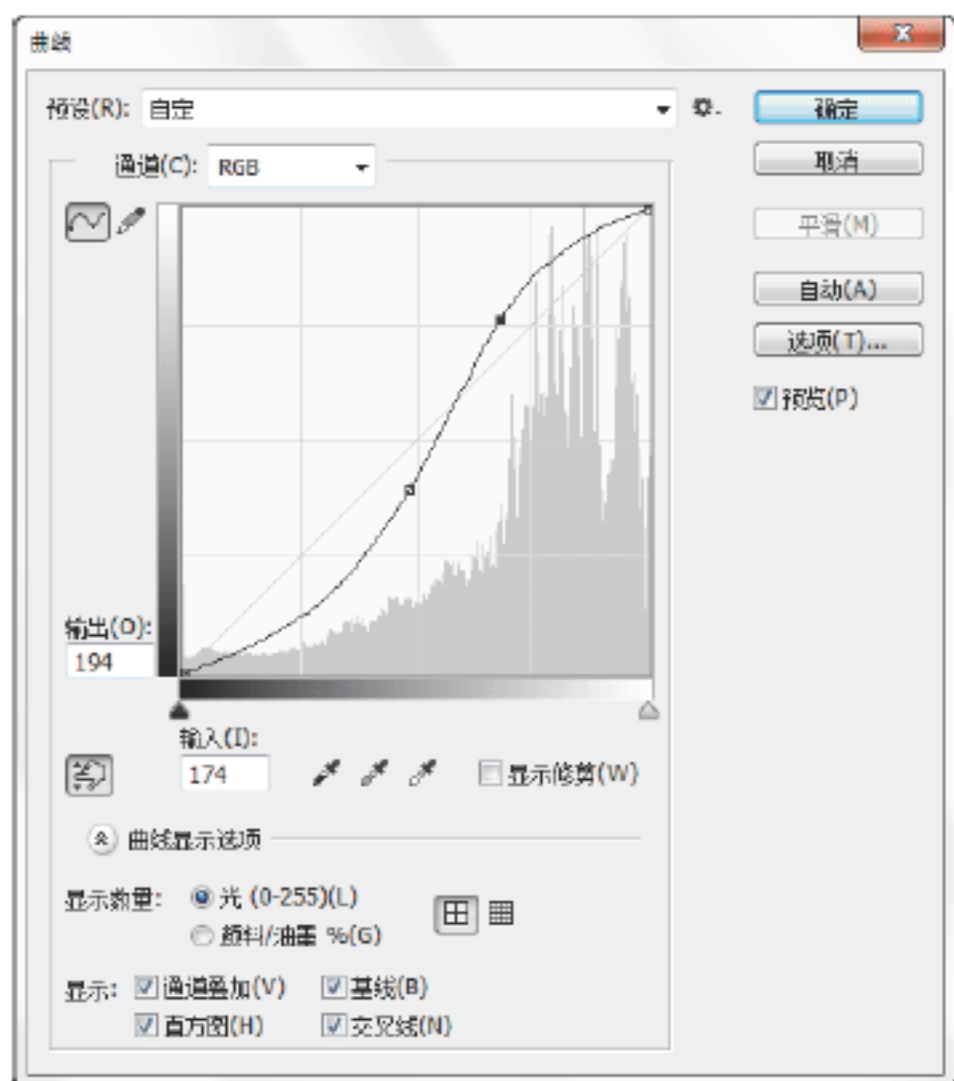 曲线
预设(R): 自定
确定
通道(C): RGB
取消
平滑(M)
自动(A)
选项(T)...
预览(P)
输出(O):
194
输入(I):
174
显示修剪(W)
曲线显示选项
显示数量: 光 (0-255)(L)
颜料/油墨 %(G)
显示: 通道叠加(V) 基线(B)
直方图(H) 交叉线(N)